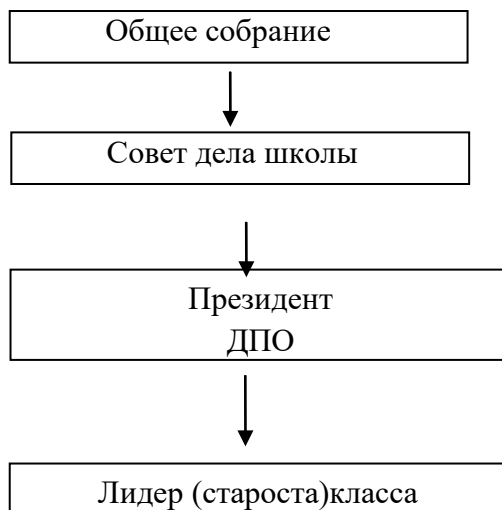 Общее собрание
Совет дела школы
Президент
ДПО
Лидер (староста)класса